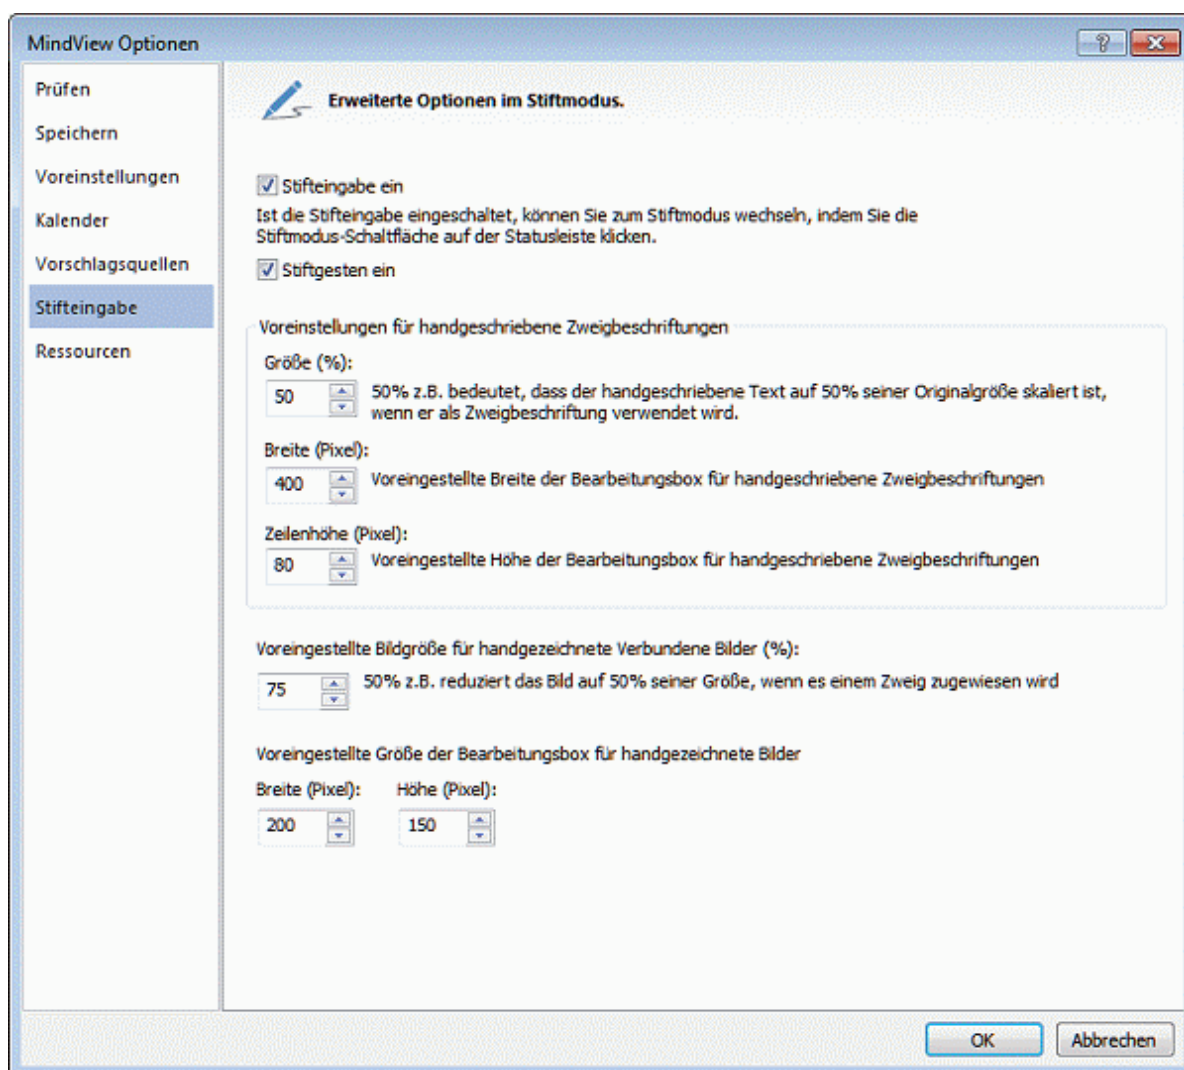 MindView Optionen
Prüfen
Speichern
Voreinstellungen
Kalender
Vorschlagsquellen
Stifteingabe
Ressourcen
Erweiterte Optionen im Stiftmodus.
Stifteingabe ein
Ist die Stifteingabe eingeschaltet, können Sie zum Stiftmodus wechseln, indem Sie die
Stiftmodus-Schaltfläche auf der Statusleiste klicken.
Stiftgesten ein
Voreinstellungen für handgeschriebene Zweigbeschriftungen
Größe (%):
50 50% z.B. bedeutet, dass der handgeschriebene Text auf 50% seiner Originalgröße skaliert ist,
wenn er als Zweigbeschriftung verwendet wird.
Breite (Pixel):
400 Voreingestellte Breite der Bearbeitungsbox für handgeschriebene Zweigbeschriftungen
Zeilenhöhe (Pixel):
80 Voreingestellte Höhe der Bearbeitungsbox für handgeschriebene Zweigbeschriftungen
Voreingestellte Bildgröße für handgezeichnete Verbundene Bilder (%):
75 50% z.B. reduziert das Bild auf 50% seiner Größe, wenn es einem Zweig zugewiesen wird
Voreingestellte Größe der Bearbeitungsbox für handgezeichnete Bilder
Breite (Pixel): Höhe (Pixel):
200 150
OK Abbrechen